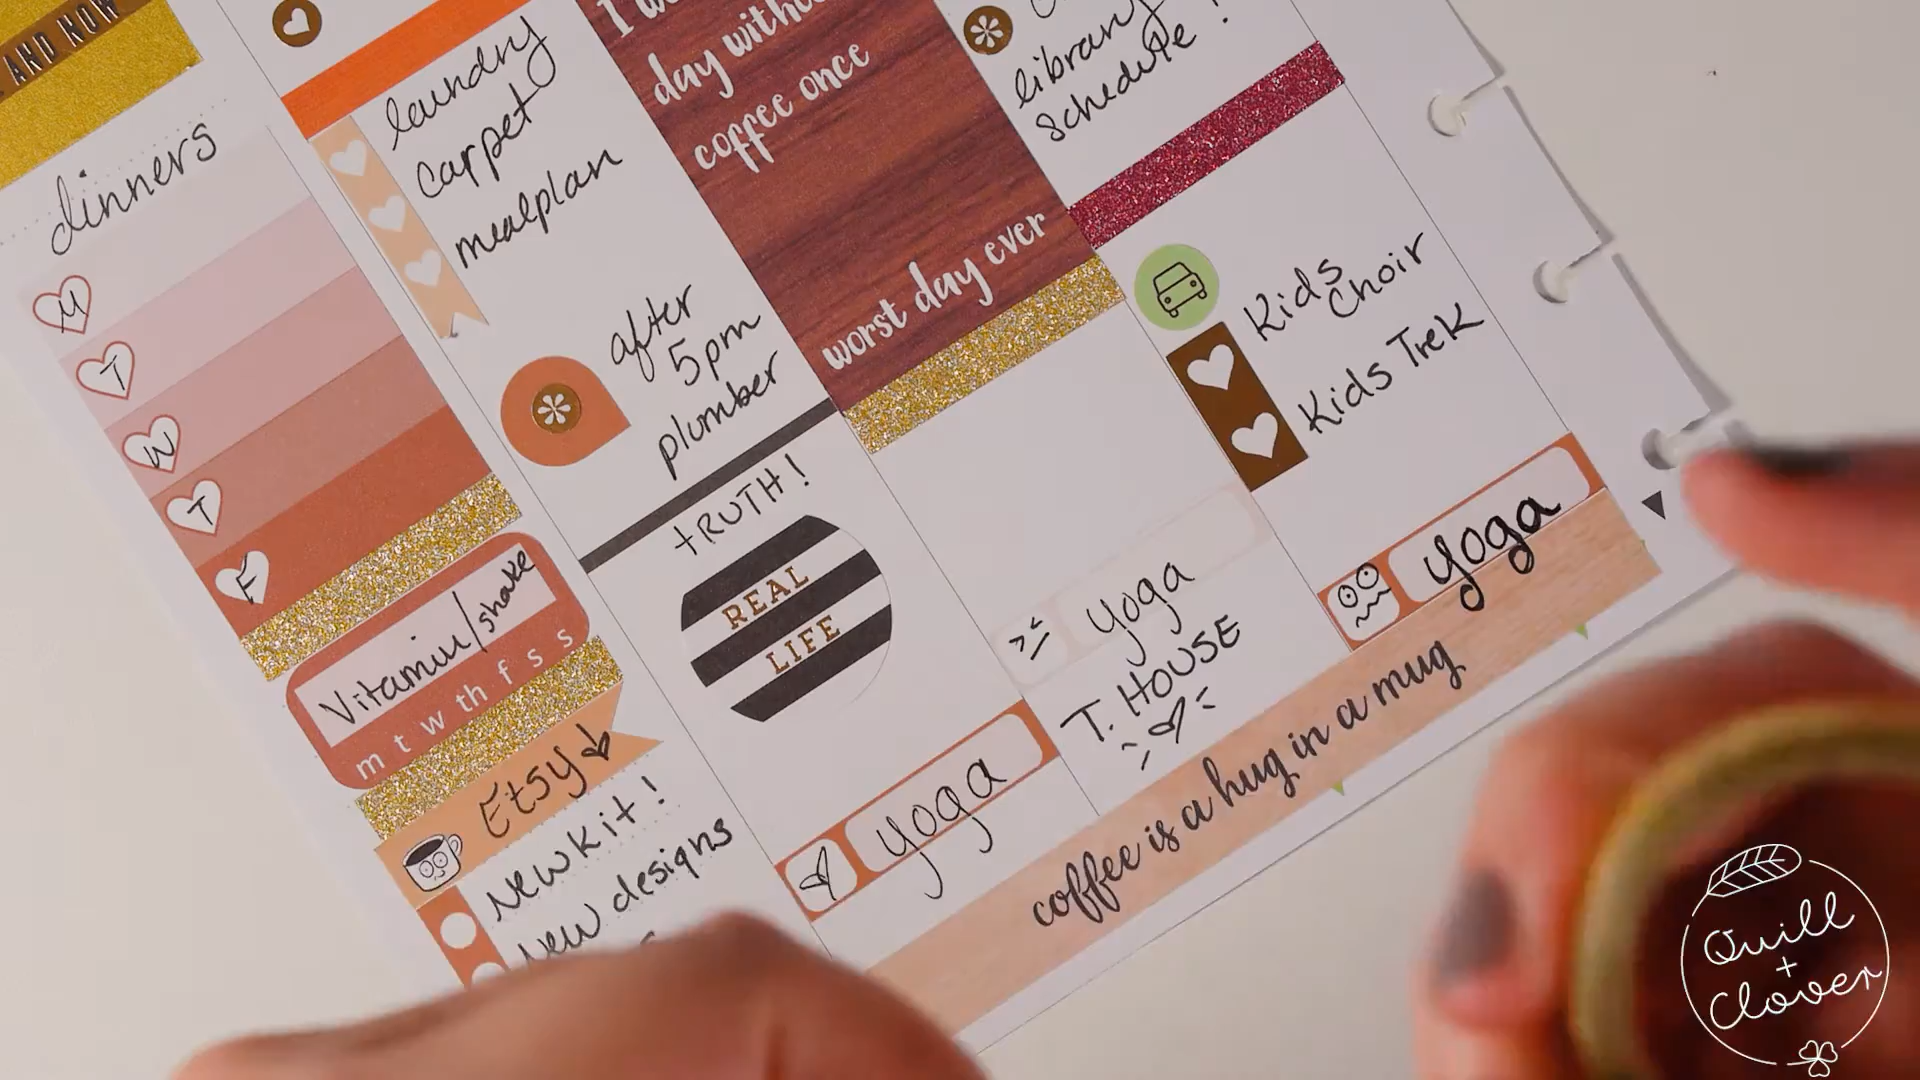 AND NOW
dinners
M
T
W
T
F
Vitamin/shake
m t w th f s s
Etsy
New Kit!
New designs
laundry
carpet
mealplan
after
5pm
plumber
TRUTH!
REAL
LIFE
yoga
day
coffee once
worst day ever
yoga
T. HOUSE
library
schedule!
Kids
Choir
Kids Trek
yoga
coffee is a hug in a mug
Quill
+
Clover